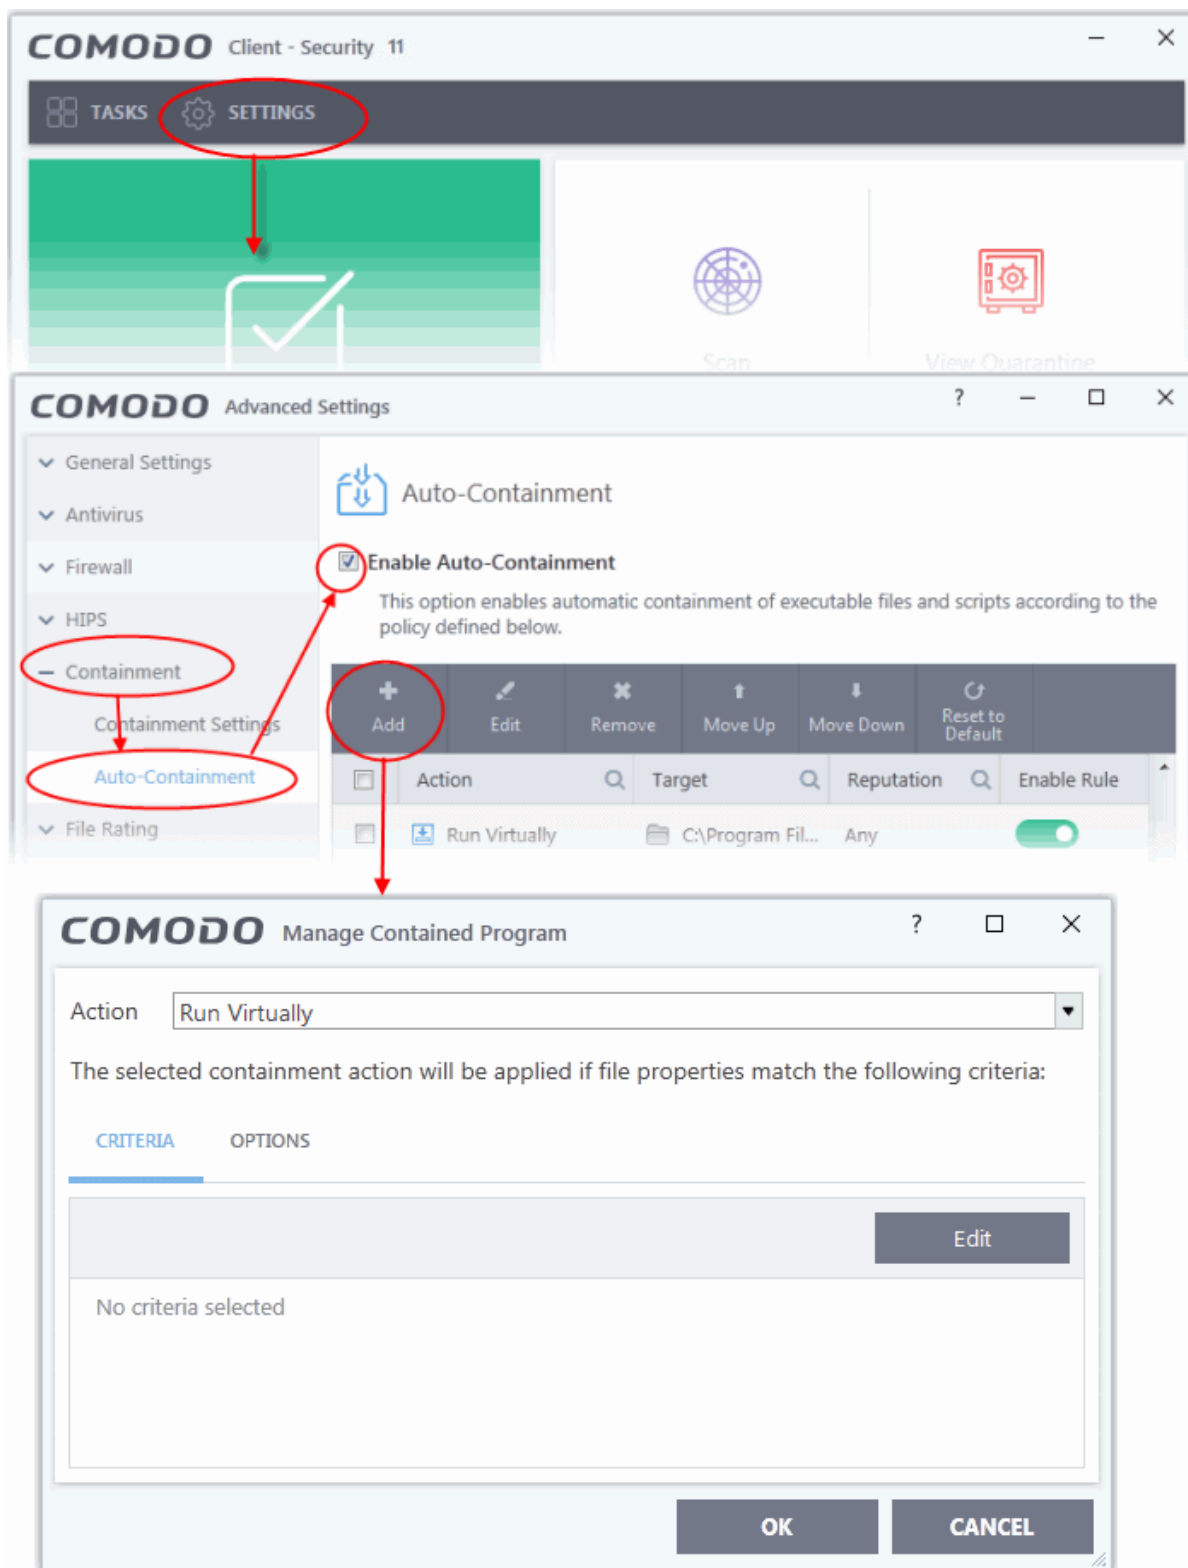 COMODO Client - Security 11
TASKS SETTINGS
Scan View Quarantine
COMODO Advanced Settings ?
General Settings
Antivirus
Firewall
HIPS
Containment
Containment Settings
Auto-Containment
File Rating
Auto-Containment
Enable Auto-Containment
This option enables automatic containment of executable files and scripts according to the
policy defined below.
Add Edit Remove Move Up Move Down Reset to
Default
Action Target Reputation Enable Rule
Run Virtually C:\Program Fil... Any
COMODO Manage Contained Program ?
Action Run Virtually
The selected containment action will be applied if file properties match the following criteria:
CRITERIA OPTIONS
Edit
No criteria selected
OK CANCEL